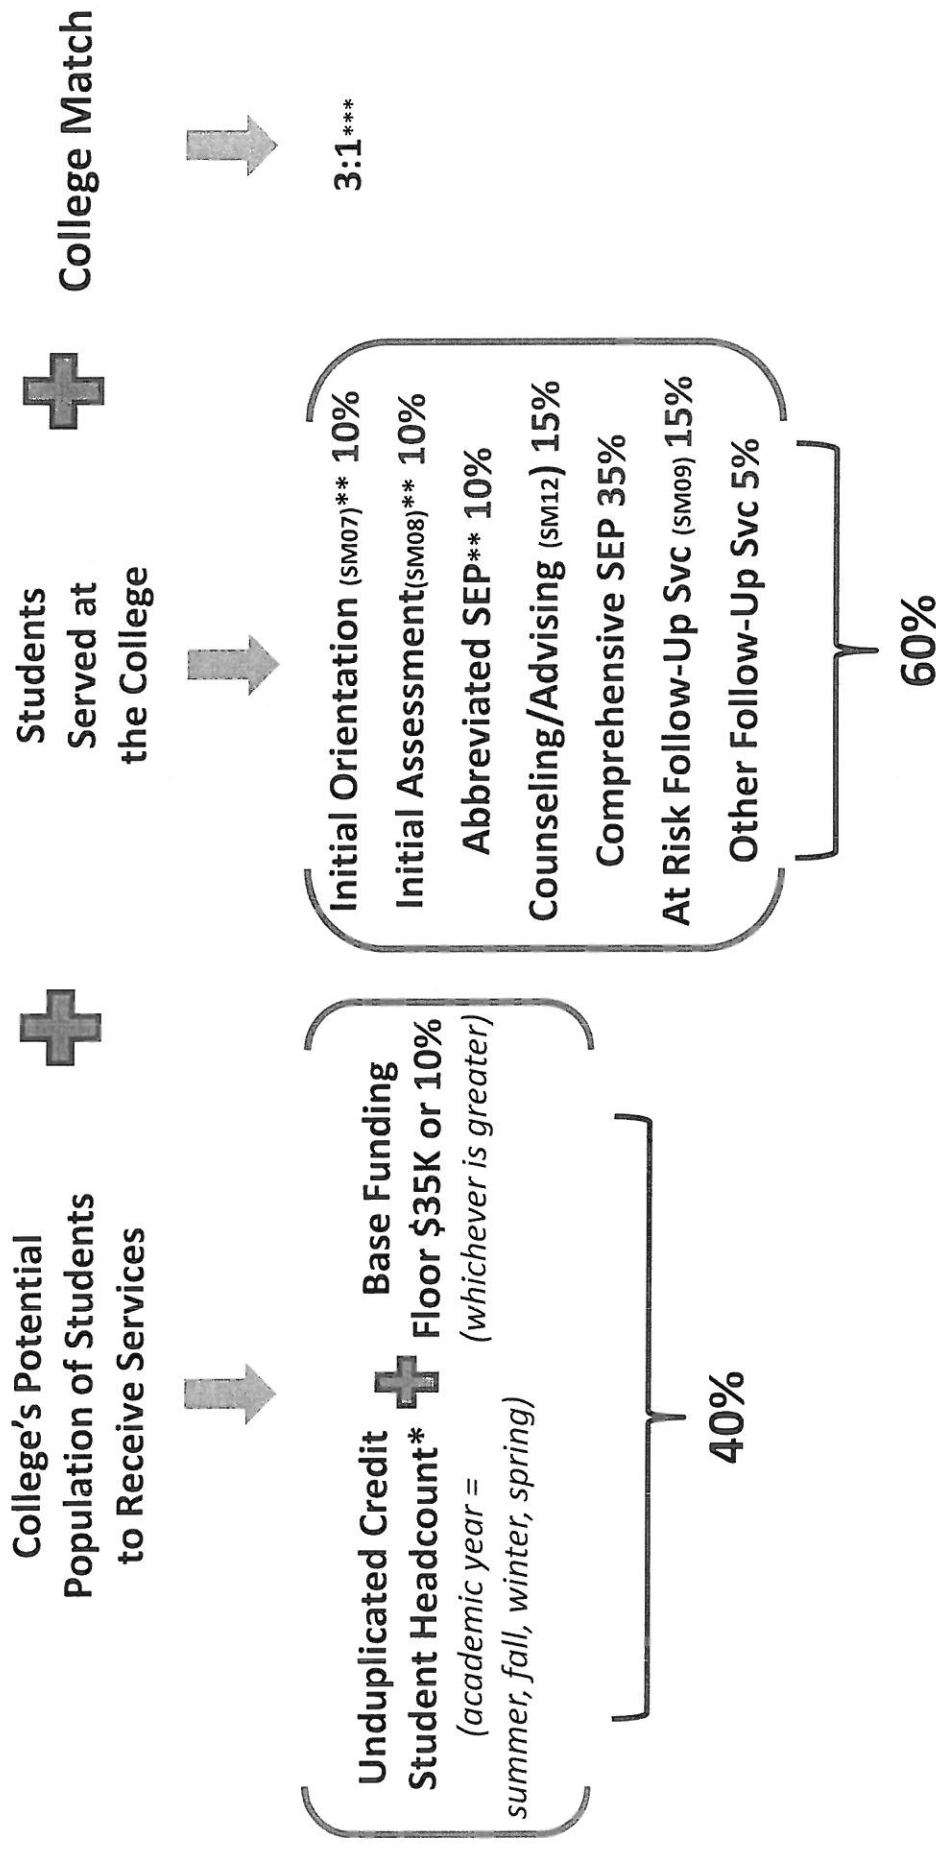 College's Potential
Population of Students
to Receive Services
Students
Served at
the College
College Match
Unduplicated Credit
Student Headcount*
(academic year =
summer, fall, winter, spring)
Base Funding
Floor $35K or 10%
(whichever is greater)
40%
Initial Orientation (SM07)** 10%
Initial Assessment(SM08)** 10%
Abbreviated SEP** 10%
Counseling/Advising (SM12) 15%
Comprehensive SEP 35%
At Risk Follow-Up Svc (SM09) 15%
Other Follow-Up Svc 5%
60%
3:1***